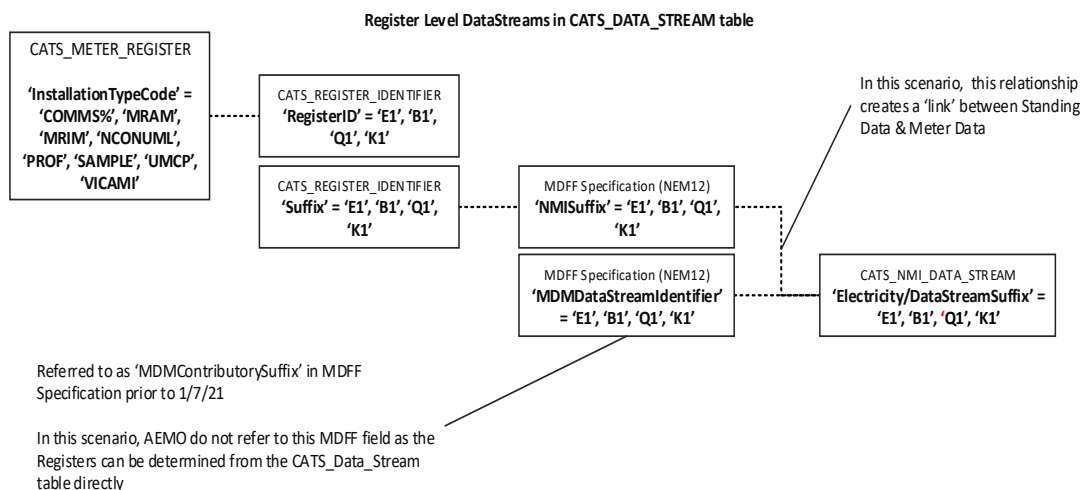 Register Level DataStreams in CATS_DATA_STREAM table
CATS_METER_REGISTER
'InstallationTypeCode' =
'COMMS%', 'MRAM',
'MRIM', 'NCONUML',
'PROF', 'SAMPLE', 'UMCP',
'VICAMI'
CATS_REGISTER_IDENTIFIER
'RegisterID' = 'E1', 'B1',
'Q1', 'K1'
CATS_REGISTER_IDENTIFIER
'Suffix' = 'E1', 'B1', 'Q1',
'K1'
MDFF Specification (NEM12)
'NMISuffix' = 'E1', 'B1', 'Q1',
'K1'
MDFF Specification (NEM12)
'MDMDataStreamIdentifier'
= 'E1', 'B1', 'Q1', 'K1'
In this scenario, this relationship
creates a 'link' between Standing
Data & Meter Data
CATS_NMI_DATA_STREAM
'Electricity/DataStreamSuffix' =
'E1', 'B1', 'Q1', 'K1'
Referred to as 'MDMContributorySuffix' in MDFF
Specification prior to 1/7/21
In this scenario, AEMO do not refer to this MDFF field as the
Registers can be determined from the CATS_Data_Stream
table directly